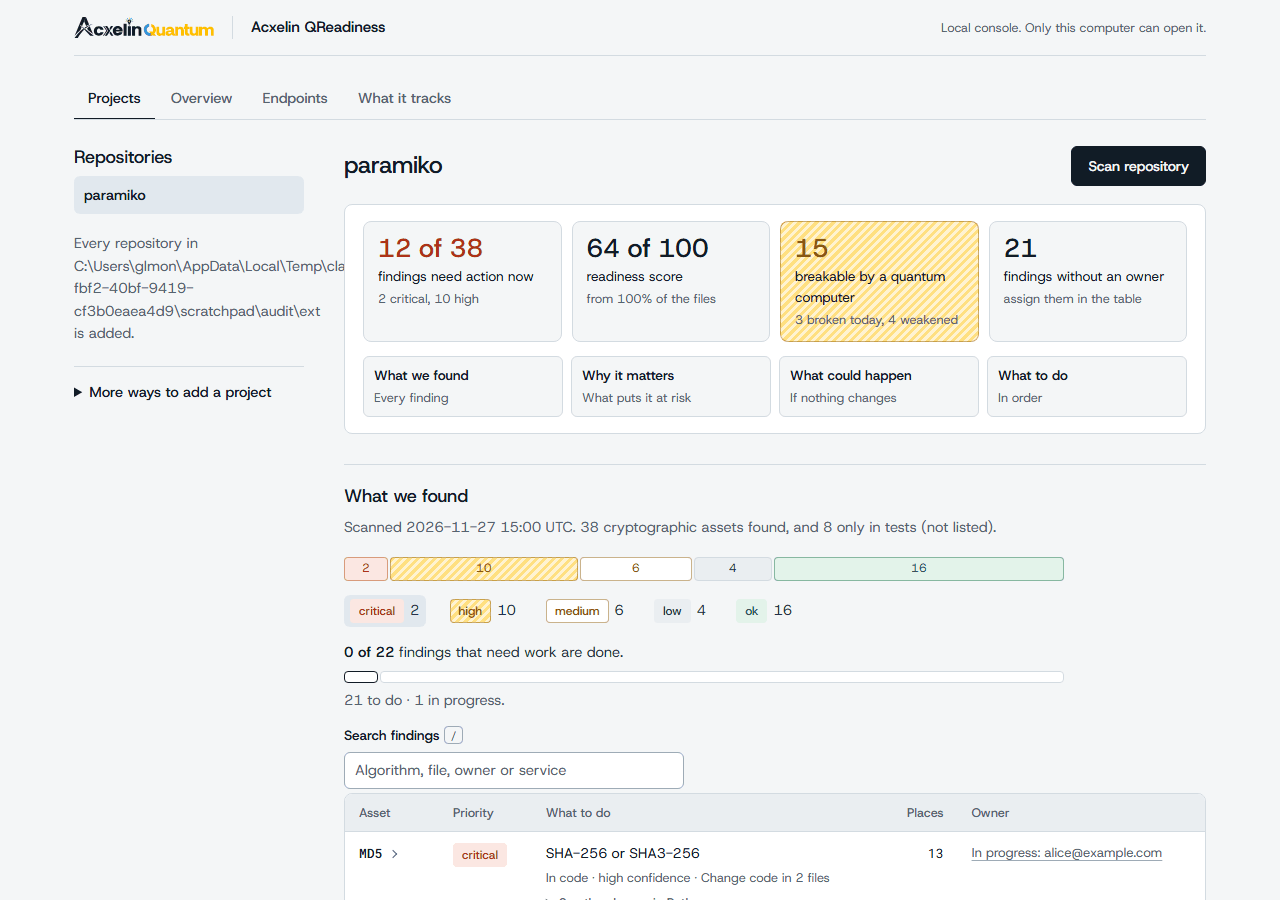 Acxelin Quantum
Acxelin QReadiness
Local console. Only this computer can open it.
Projects
Overview
Endpoints
What it tracks
Repositories
paramiko
Every repository in
C:\Users\glmon\AppData\Local\Temp\cla
fbf2-40bf-9419-
cf3b0eaea4d9\scratchpad\audit\ext
is added.
More ways to add a project
paramiko
Scan repository
12 of 38
findings need action now
2 critical, 10 high
64 of 100
readiness score
from 100% of the files
15
breakable by a quantum
computer
3 broken today, 4 weakened
21
findings without an owner
assign them in the table
What we found
Every finding
Why it matters
What puts it at risk
What could happen
If nothing changes
What to do
In order
What we found
Scanned 2026-11-27 15:00 UTC. 38 cryptographic assets found, and 8 only in tests (not listed).
2
10
6
4
16
critical 2
high 10
medium 6
low 4
ok 16
0 of 22 findings that need work are done.
21 to do · 1 in progress.
Search findings /
Algorithm, file, owner or service
Asset
Priority
What to do
Places
Owner
MD5
critical
SHA-256 or SHA3-256
13
In progress: alice@example.com
In code · high confidence · Change code in 2 files